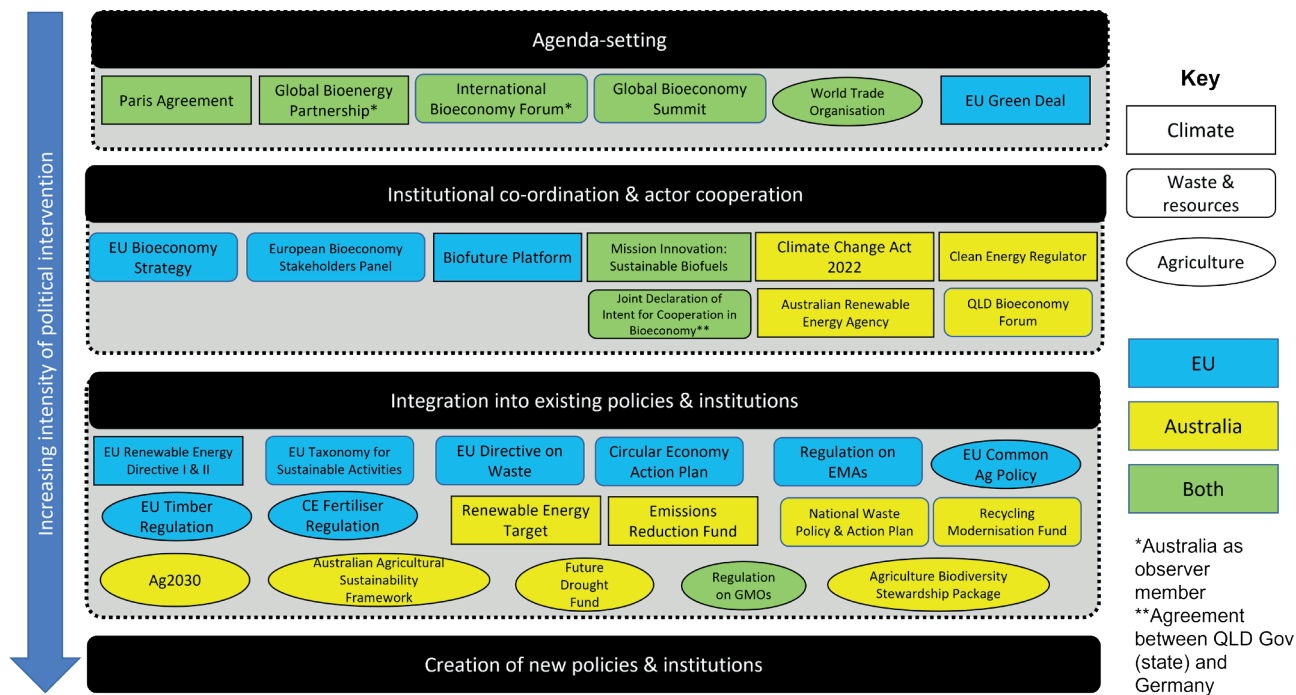 Increasing intensity of political intervention
Agenda-setting
Paris Agreement
Global Bioenergy
Partnership*
International
Bioeconomy Forum*
Global Bioeconomy
Summit
World Trade
Organisation
EU Green Deal
Institutional co-ordination & actor cooperation
EU Bioeconomy
Strategy
European Bioeconomy
Stakeholders Panel
Biofuture Platform
Mission Innovation:
Sustainable Biofuels
Climate Change Act
2022
Clean Energy Regulator
Joint Declaration of
Intent for Cooperation in
Bioeconomy**
Australian Renewable
Energy Agency
QLD Bioeconomy
Forum
Integration into existing policies & institutions
EU Renewable Energy
Directive I & II
EU Taxonomy for
Sustainable Activities
EU Directive on
Waste
Circular Economy
Action Plan
Regulation on
EMAs
EU Common
Ag Policy
EU Timber
Regulation
CE Fertiliser
Regulation
Renewable Energy
Target
Emissions
Reduction Fund
National Waste
Policy & Action Plan
Recycling
Modernisation Fund
Ag2030
Australian Agricultural
Sustainability
Framework
Future
Drought
Fund
Regulation
on GMOs
Agriculture Biodiversity
Stewardship Package
Creation of new policies & institutions
Key
Climate
Waste &
resources
Agriculture
EU
Australia
Both
*Australia as
observer
member
**Agreement
between QLD Gov
(state) and
Germany